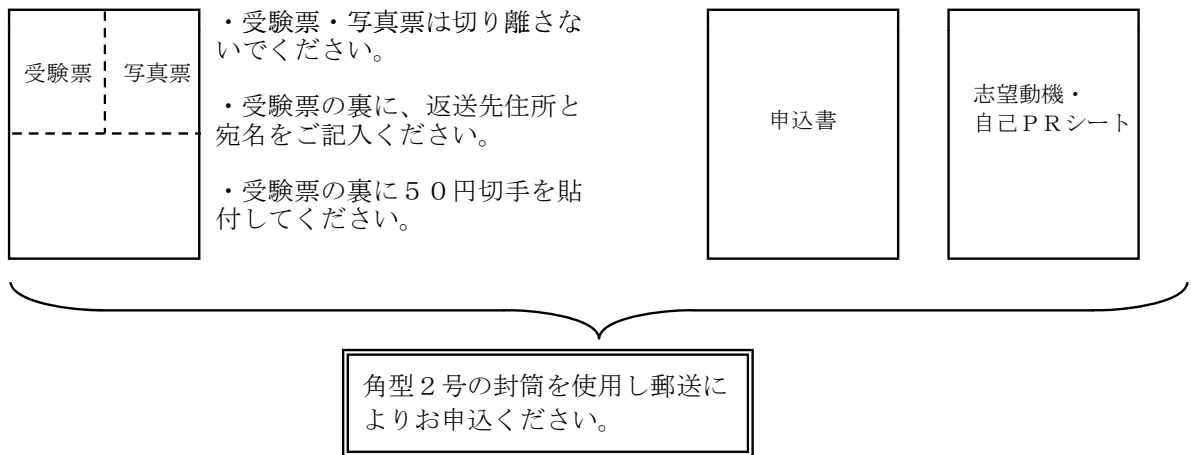 受験票
写真票
・受験票・写真票は切り離さな
いでください。
・受験票の裏に、返送先住所と
宛名をご記入ください。
・受験票の裏に５０円切手を貼
付してください。
申込書
志望動機・
自己ＰＲシート
角型２号の封筒を使用し郵送に
よりお申込ください。